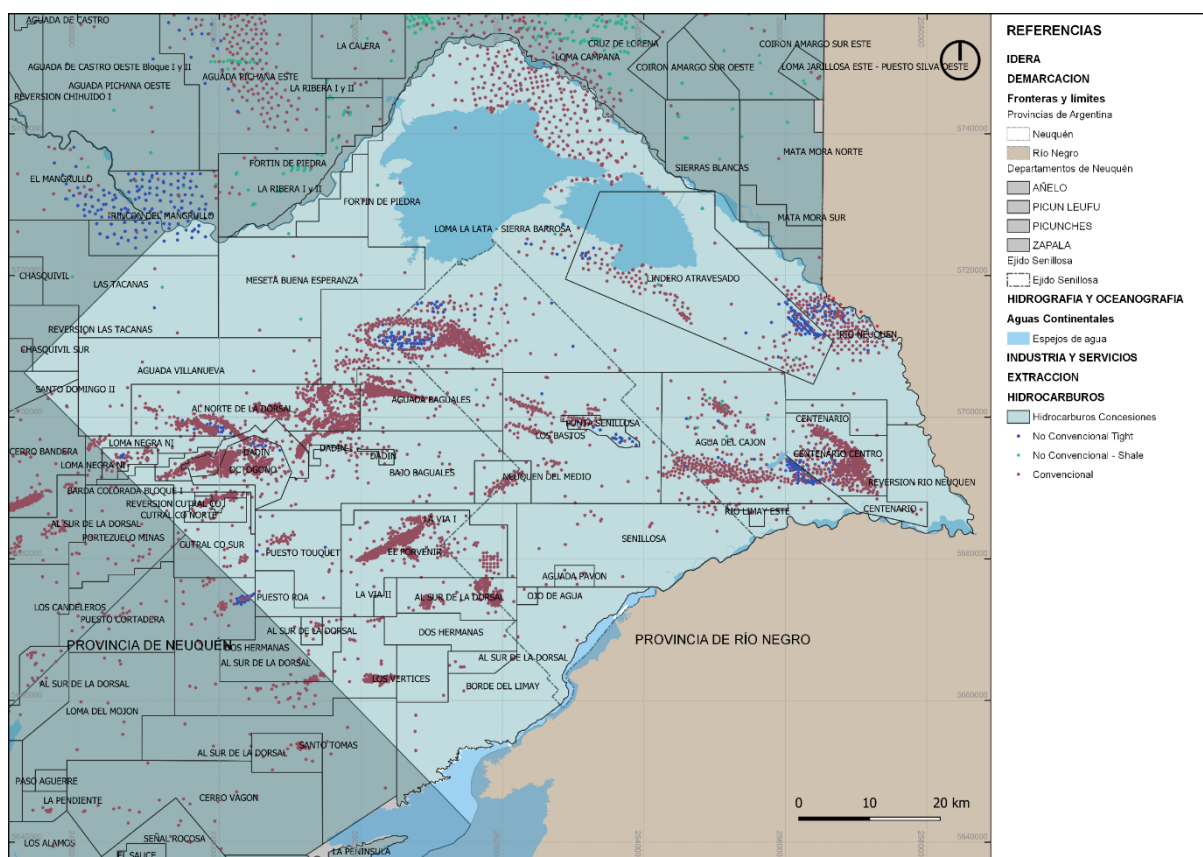 AGUADA DE CASTRO
LA CALERA
CRUZ DE LORENA
LOMA CAMPANA
COIRON AMARGO SUR ESTE
AGUADA DE CASTRO OESTE Bloque I y II
AGUADA PICHANA ESTE
COIRON AMARGO SUR OESTE
LOMA JARILLOSA ESTE - PUESTO SILVA OESTE
AGUADA PICHANA OESTE
LA RIBERA I y II
REVERSION CHIHUIDO I
5740000
MATA MORA NORTE
FORTIN DE PIEDRA
SIERRAS BLANCAS
EL MANGRULLO
LA RIBERA I y II
FORTIN DE PIEDRA
RINCON DEL MANGRULLO
MATA MORA SUR
LOMA LA LATA - SIERRA BARROSA
CHASQUIVIL
LAS TACANAS
MESETA BUENA ESPERANZA
LINDERO ATRAVESADO
5720000
REVERSION LAS TACANAS
RIO NEUQUEN
CHASQUIVIL SUR
AGUADA VILLANUEVA
SANTO DOMINGO II
AGUADA BAGUALES
AL NORTE DE LA DORSAL
5700000
CENTENARIO
PUNTA SENILLOSA
LOS BASTOS
AGUA DEL CAJON
LOMA NEGRA NI
CERRO BANDERA
DADIN
DADIN I
DADIN
CENTENARIO CENTRO
LOMA NEGRA NI
OCTOGONO
BAJO BAGUALES
NEUQUEN DEL MEDIO
REVERSION RIO NEUQUEN
BARDA COLORADA BLOQUE I
REVERSION CUTRAL CO
CUTRAL CO NORTE
RIO LIMAY ESTE
CENTENARIO
AL SUR DE LA DORSAL
LA VIA I
PORTEZUELO MINAS
CUTRAL CO SUR
PUESTO TOUQUET
EL PORVENIR
SENILLOSA
5680000
AGUADA PAVON
LOS CANDELEROS
PUESTO ROA
LA VIA II
AL SUR DE LA DORSAL
OJO DE AGUA
PUESTO CORTADERA
AL SUR DE LA DORSAL
DOS HERMANAS
PROVINCIA DE NEUQUÉN
PROVINCIA DE RÍO NEGRO
DOS HERMANAS
AL SUR DE LA DORSAL
AL SUR DE LA DORSAL
AL SUR DE LA DORSAL
LOS VERTICES
BORDE DEL LIMAY
5660000
LOMA DEL MOJON
AL SUR DE LA DORSAL
SANTO TOMAS
PASO AGUERRE
LA PENDIENTE
CERRO VAGON
0 10 20 km
LOS ALAMOS
SEÑAL ROCOSA
5640000
EL SAUCE
LA PENINSULA
REFERENCIAS
IDERA
DEMARCACION
Fronteras y límites
Provincias de Argentina
Neuquén
Río Negro
Departamentos de Neuquén
AÑELO
PICUN LEUFU
PICUNCHES
ZAPALA
Ejido Senillosa
Ejido Senillosa
HIDROGRAFIA Y OCEANOGRAFIA
Aguas Continentales
Espejos de agua
INDUSTRIA Y SERVICIOS
EXTRACCION
HIDROCARBUROS
Hidrocarburos Concesiones
No Convencional Tight
No Convencional - Shale
Convencional